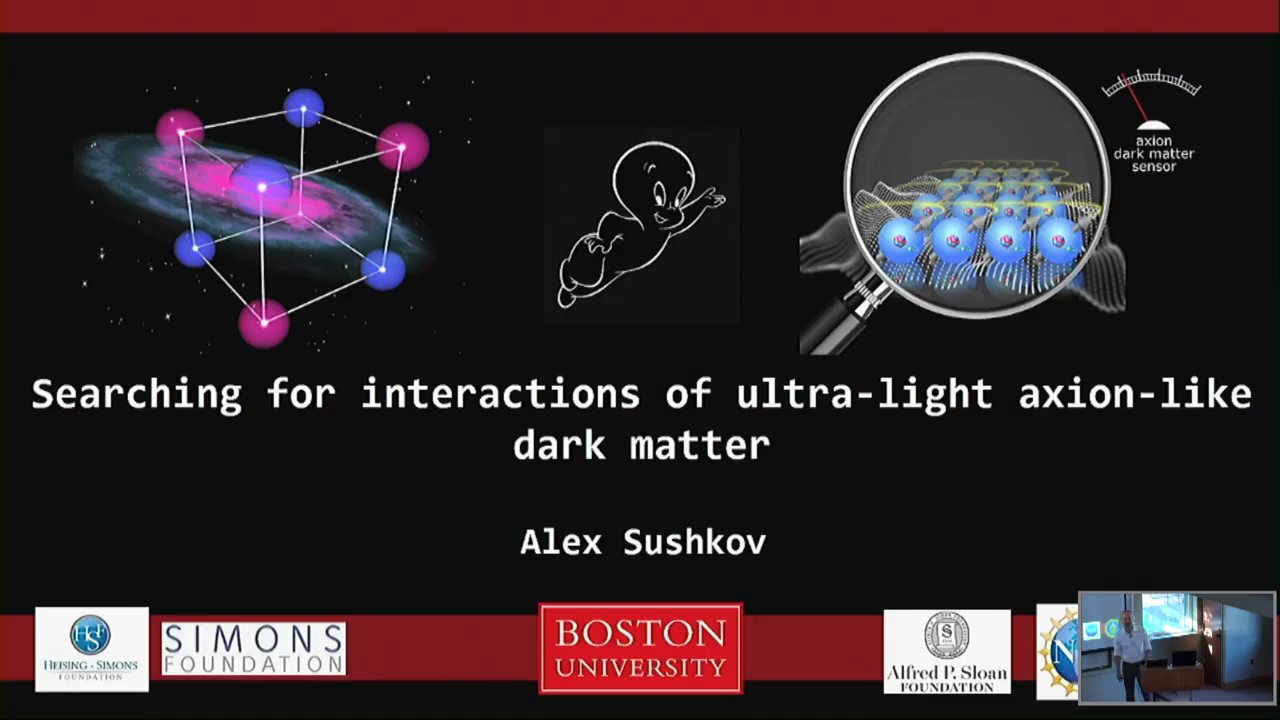 axion
dark matter
sensor
Searching for interactions of ultra-light axion-like
dark matter
Alex Sushkov
HSF
HEISING - SIMONS
FOUNDATION
SIMONS
FOUNDATION
BOSTON
UNIVERSITY
S
Alfred P. Sloan
FOUNDATION
N